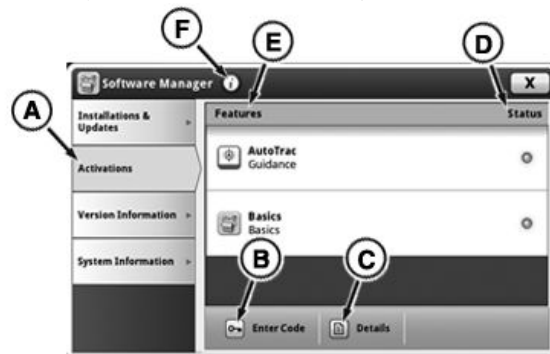 F
E
D
Software Manager i
X
A
Installations &
Updates
Features
Status
AutoTrac
Guidance
Activations
Version Information
Basics
Basics
System Information
B
C
Enter Code
Details